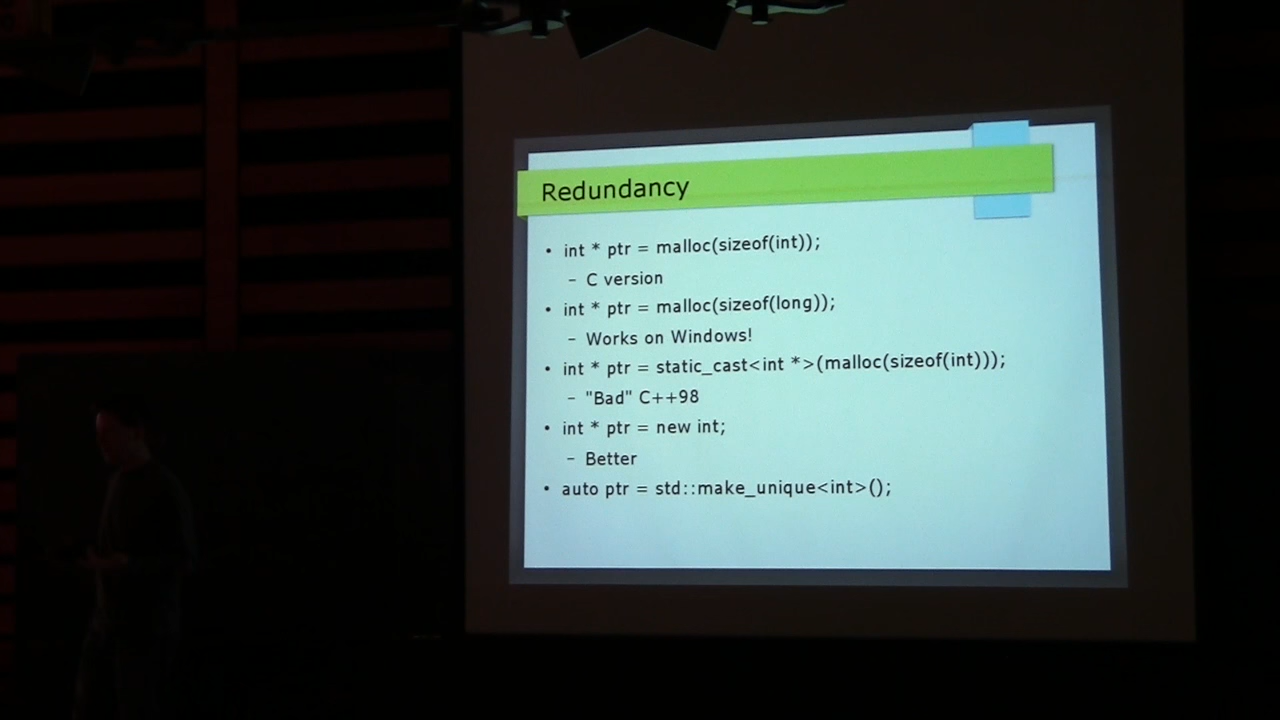 Redundancy
• int * ptr = malloc(sizeof(int));
– C version
• int * ptr = malloc(sizeof(long));
– Works on Windows!
• int * ptr = static_cast<int *>(malloc(sizeof(int)));
– "Bad" C++98
• int * ptr = new int;
– Better
• auto ptr = std::make_unique<int>();